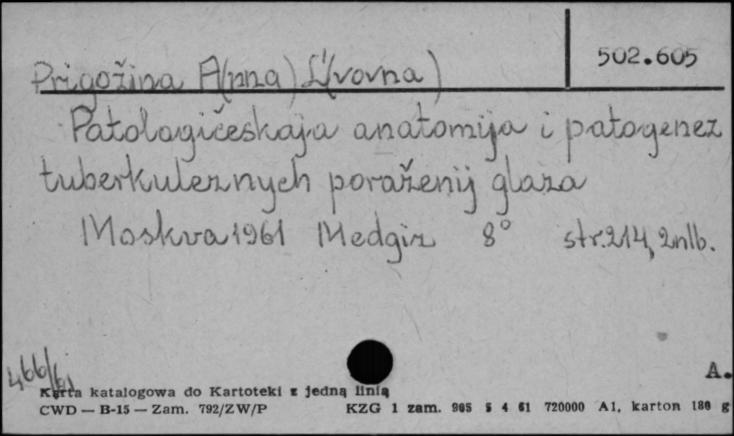 502.605
Prigožina A(nna) L'(vovna)
Patologičeskaja anatomija i patogenez
tuberkuleznych poraženij glaza
Moskva 1961 Medgiz 8° str. 214, 2nlb.
466/61
A.
Karta katalogowa do Kartoteki z jedną linią
CWD — B-15 — Zam. 792/ZW/P KZG 1 zam. 905 5 4 61 720000 A1, karton 180 g